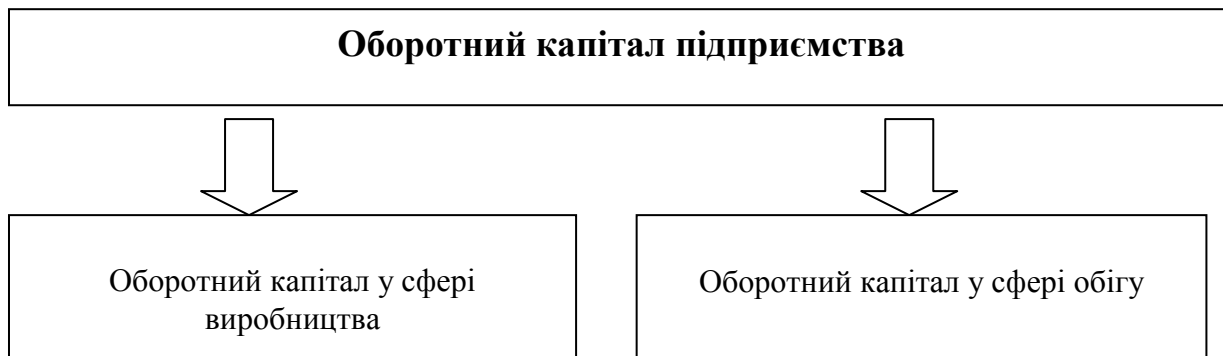 Оборотний капітал підприємства
Оборотний капітал у сфері
виробництва
Оборотний капітал у сфері обігу